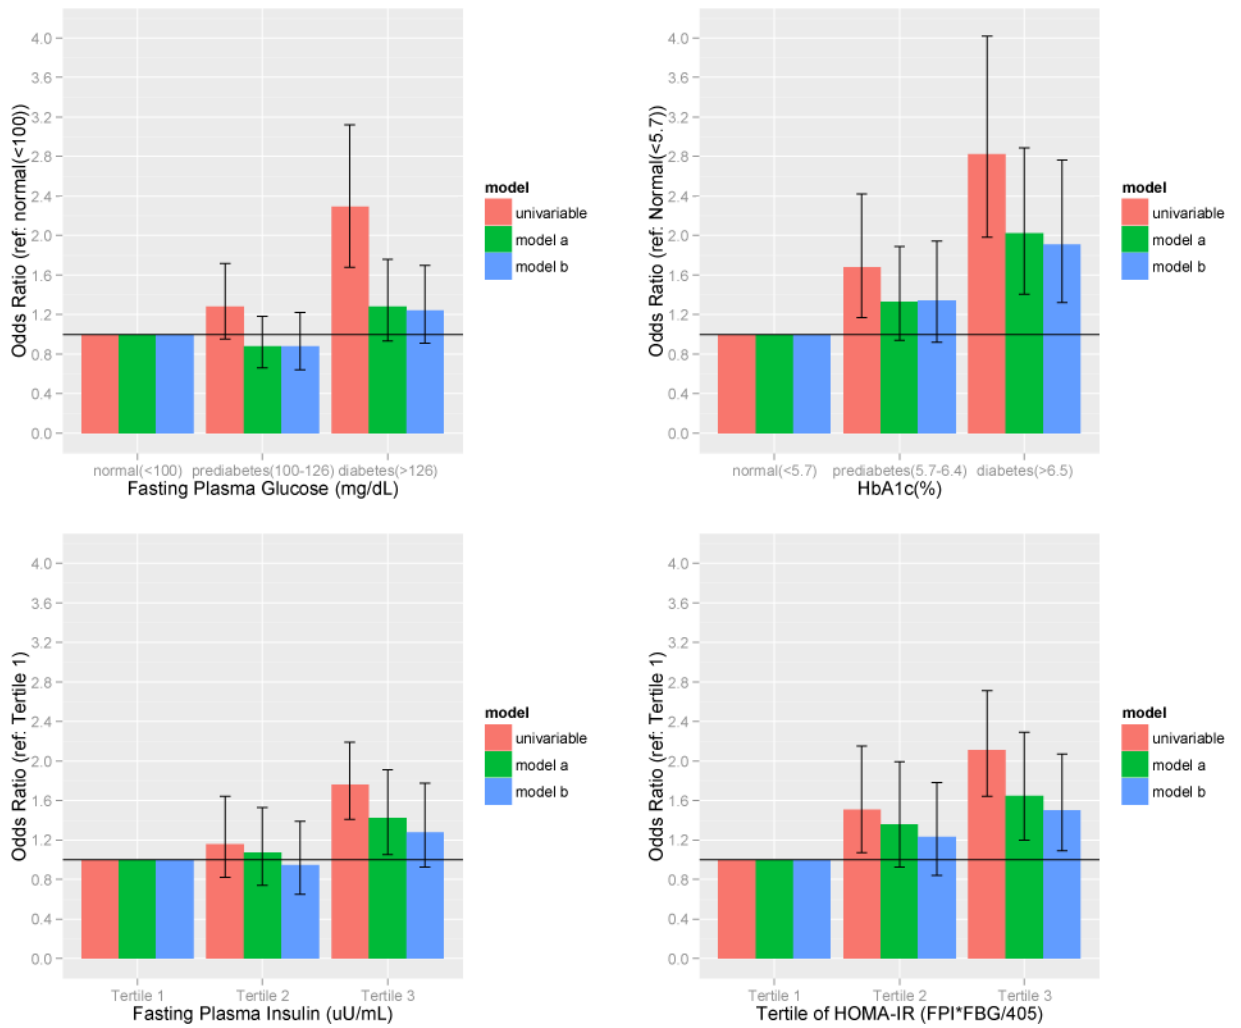 Odds Ratio (ref: normal(<100))
4.0
3.6
3.2
2.8
2.4
2.0
1.6
1.2
0.8
0.4
0.0
normal(<100) prediabetes(100-126) diabetes(>126)
Fasting Plasma Glucose (mg/dL)
model
univariable
model a
model b
Odds Ratio (ref: Normal(<5.7))
4.0
3.6
3.2
2.8
2.4
2.0
1.6
1.2
0.8
0.4
0.0
normal(<5.7) prediabetes(5.7-6.4) diabetes(>6.5)
HbA1c(%)
model
univariable
model a
model b
Odds Ratio (ref: Tertile 1)
4.0
3.6
3.2
2.8
2.4
2.0
1.6
1.2
0.8
0.4
0.0
Tertile 1 Tertile 2 Tertile 3
Fasting Plasma Insulin (uU/mL)
model
univariable
model a
model b
Odds Ratio (ref: Tertile 1)
4.0
3.6
3.2
2.8
2.4
2.0
1.6
1.2
0.8
0.4
0.0
Tertile 1 Tertile 2 Tertile 3
Tertile of HOMA-IR (FPI*FBG/405)
model
univariable
model a
model b